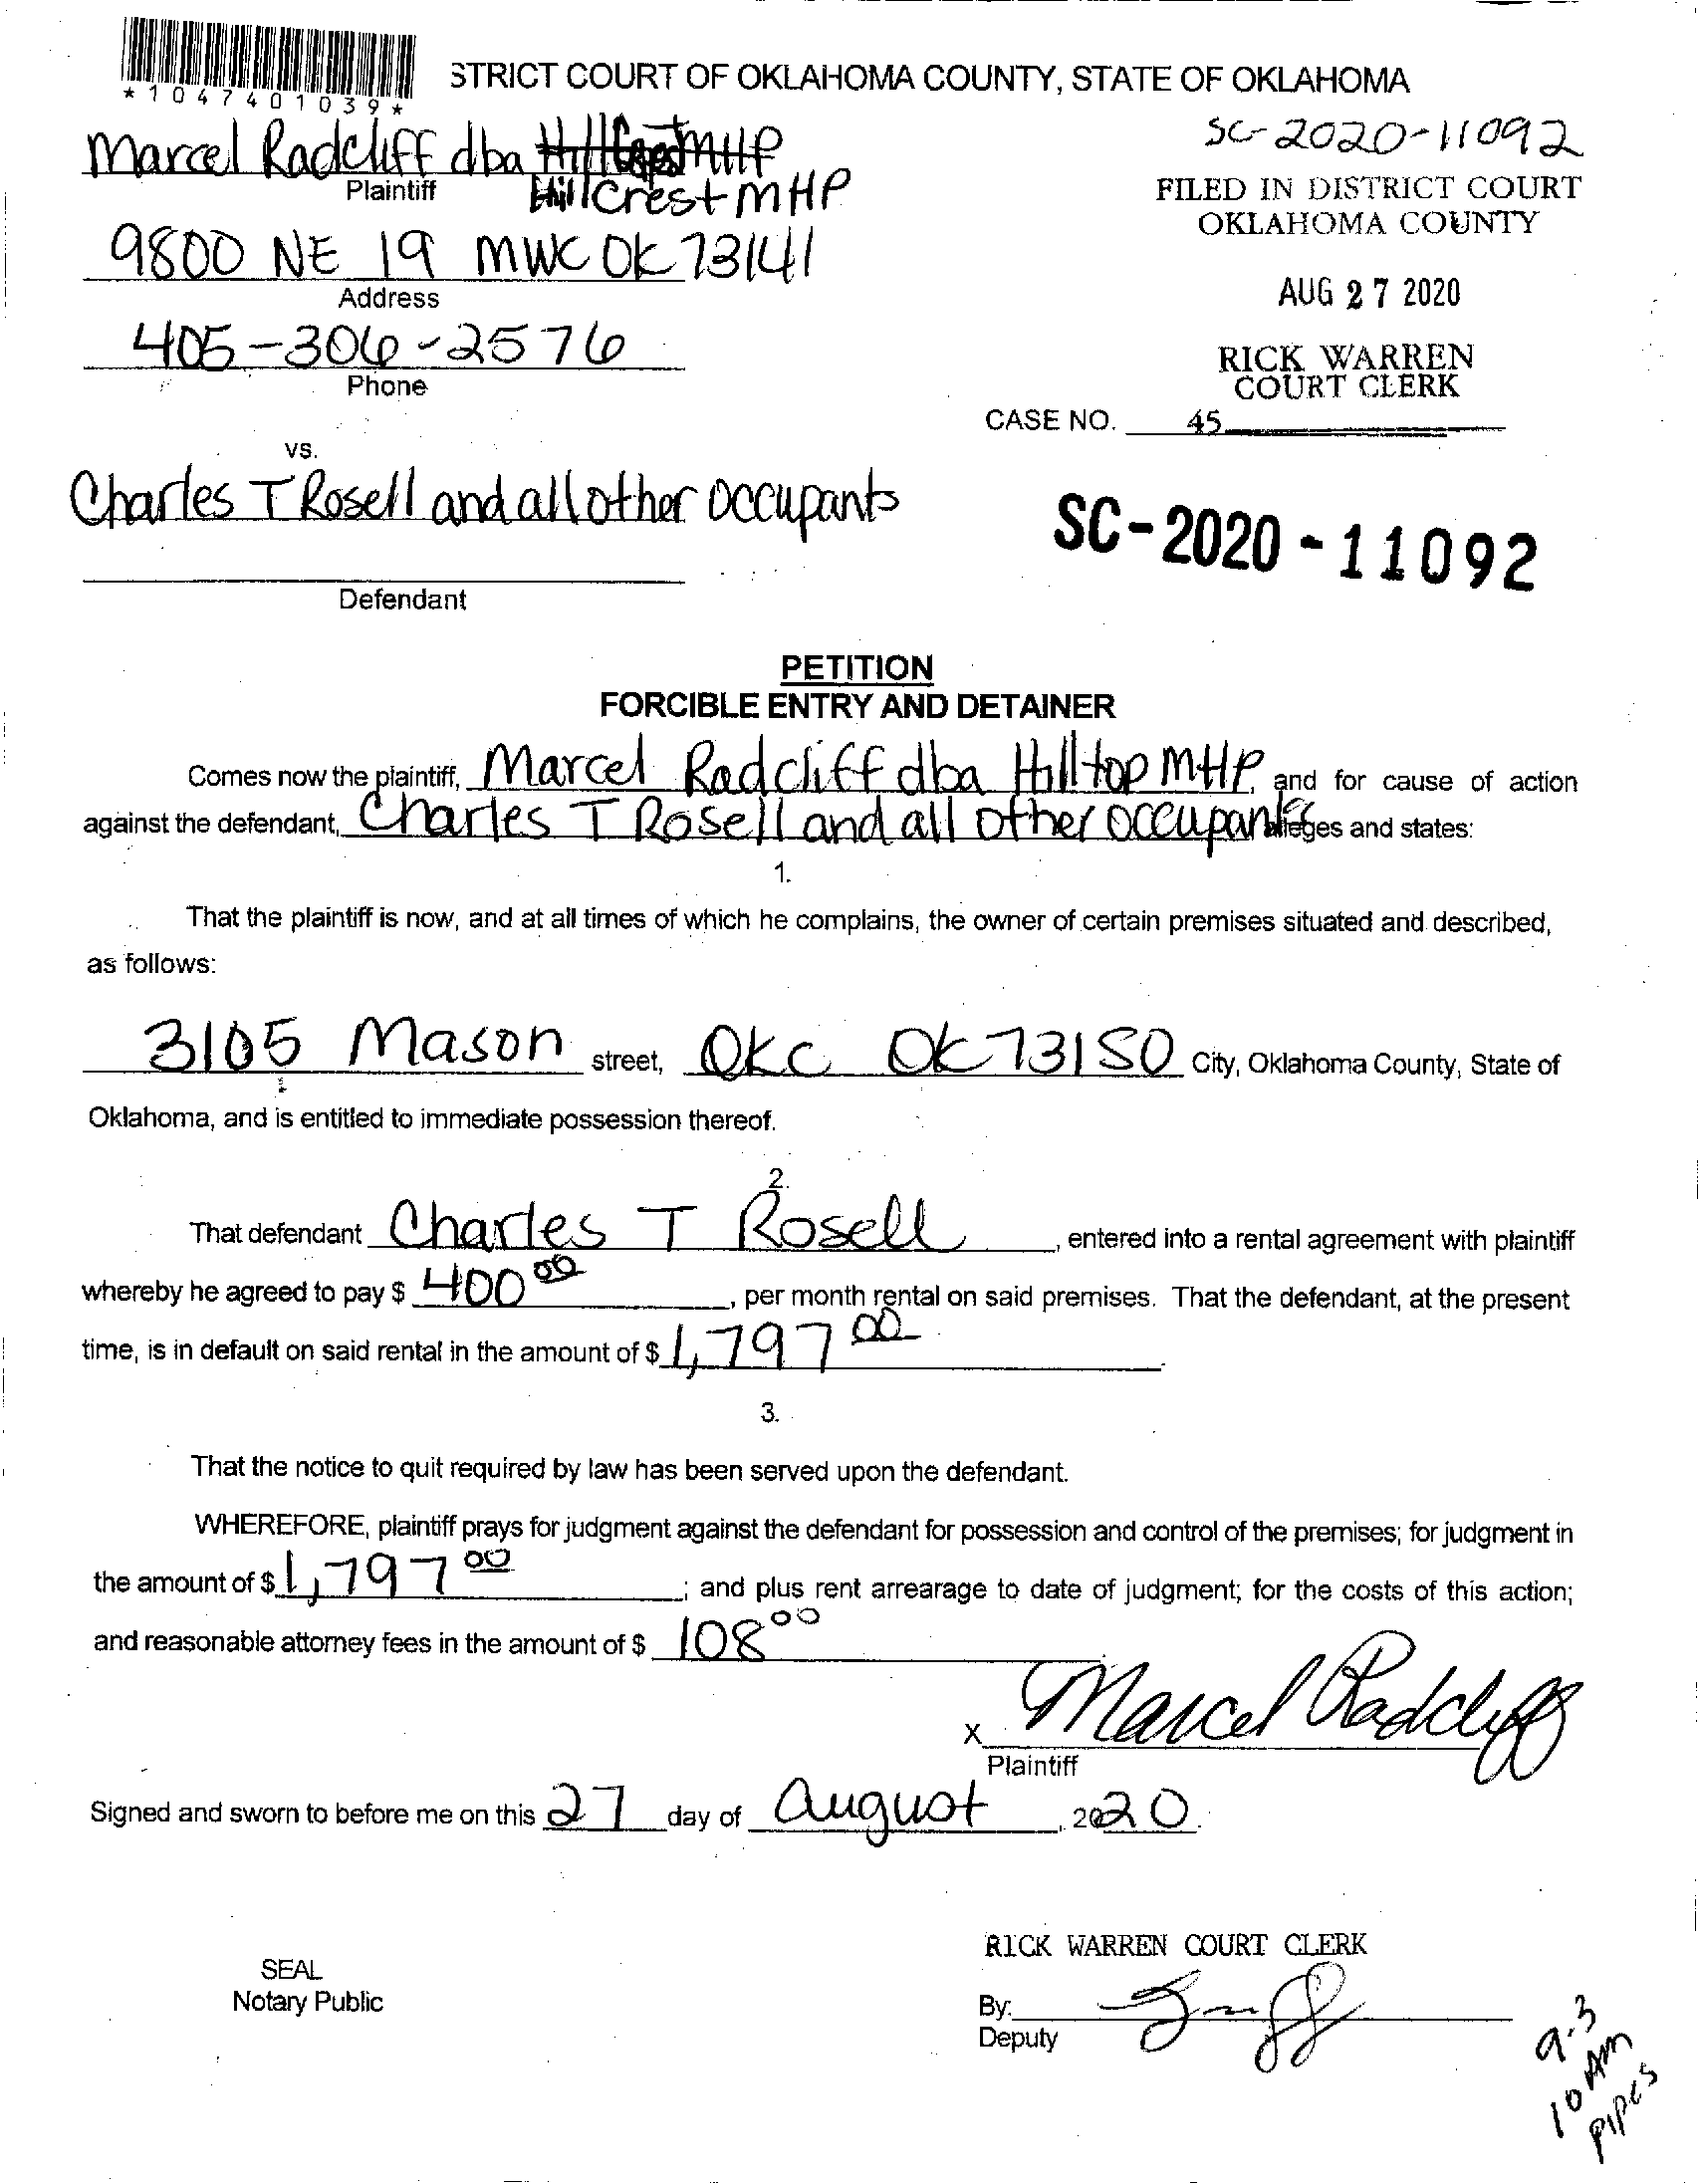 STRICT COURT OF OKLAHOMA COUNTY, STATE OF OKLAHOMA
*1047401039*
SC-2020-11092
Marcel Radcliff dba
Plaintiff
HillCrest MHP
FILED IN DISTRICT COURT
OKLAHOMA COUNTY
9800 NE 19 MWC OK 73141
Address
AUG 27 2020
405-306-2576
Phone
RICK WARREN
COURT CLERK
CASE NO. 45
vs.
Charles T Rosell and all other occupants
SC-2020-11092
Defendant
PETITION
FORCIBLE ENTRY AND DETAINER
Comes now the plaintiff, Marcel Radcliff dba Hilltop MHP, and for cause of action
against the defendant, Charles T Rosell and all other occupants alleges and states:
1.
That the plaintiff is now, and at all times of which he complains, the owner of certain premises situated and described,
as follows:
3105 Mason street, OKC OK 73150 City, Oklahoma County, State of
Oklahoma, and is entitled to immediate possession thereof.
2.
That defendant Charles T Rosell, entered into a rental agreement with plaintiff
whereby he agreed to pay $ 400 00, per month rental on said premises. That the defendant, at the present
time, is in default on said rental in the amount of $ 1,797 00.
3.
That the notice to quit required by law has been served upon the defendant.
WHEREFORE, plaintiff prays for judgment against the defendant for possession and control of the premises; for judgment in
the amount of $ 1,797 00; and plus rent arrearage to date of judgment; for the costs of this action;
and reasonable attorney fees in the amount of $ 108 00
X Marcel Radcliff
Plaintiff
Signed and sworn to before me on this 27 day of August, 2020.
RICK WARREN COURT CLERK
SEAL
Notary Public
By:
Deputy
9.3
10 AM
PIPES